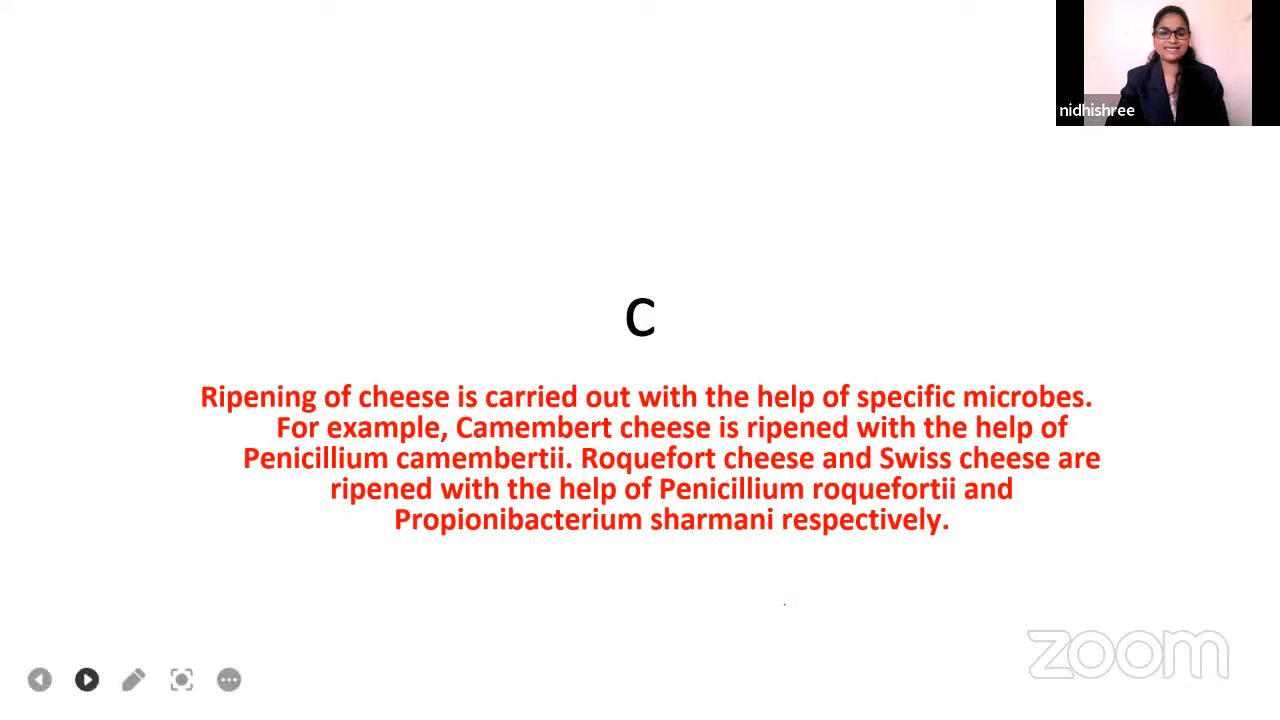 nidhishree
C
Ripening of cheese is carried out with the help of specific microbes.
For example, Camembert cheese is ripened with the help of
Penicillium camembertii. Roquefort cheese and Swiss cheese are
ripened with the help of Penicillium roquefortii and
Propionibacterium sharmani respectively.
zoom